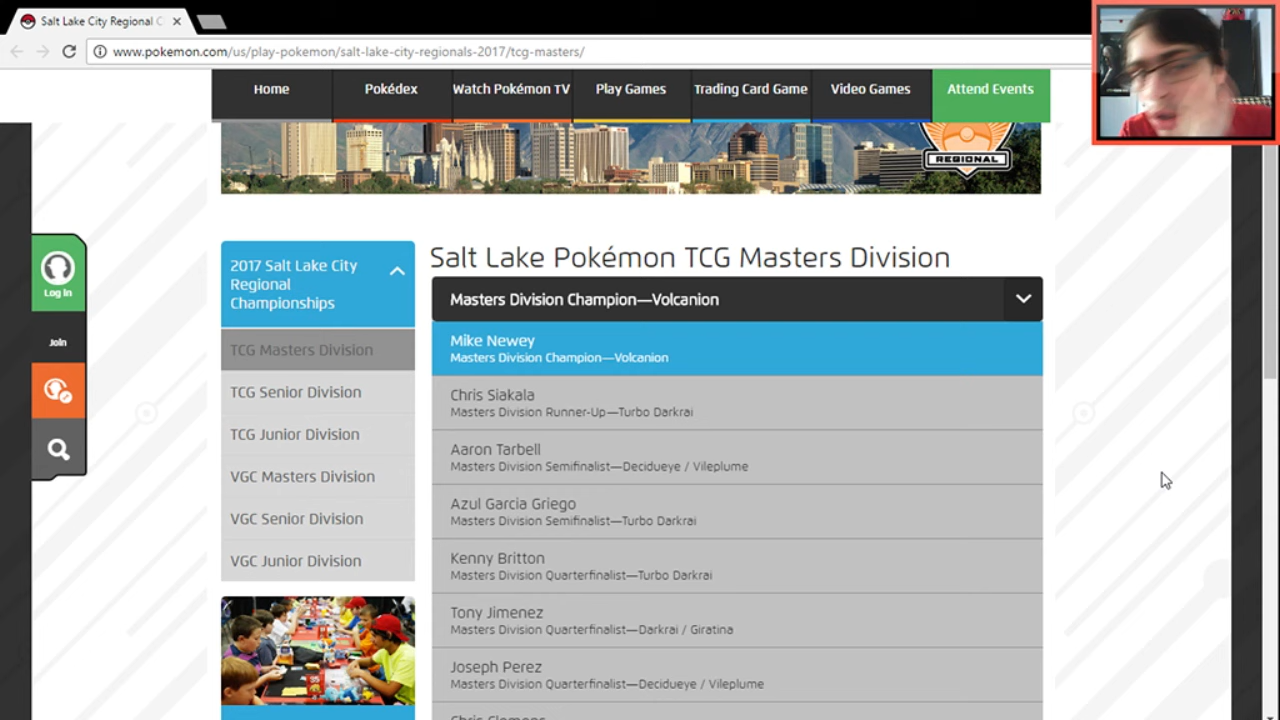 Salt Lake City Regional C
www.pokemon.com/us/play-pokemon/salt-lake-city-regionals-2017/tcg-masters/
Home
Pokédex
Watch Pokémon TV
Play Games
Trading Card Game
Video Games
Attend Events
REGIONAL
Log In
Join
2017 Salt Lake City
Regional
Championships
TCG Masters Division
TCG Senior Division
TCG Junior Division
VGC Masters Division
VGC Senior Division
VGC Junior Division
Salt Lake Pokémon TCG Masters Division
Masters Division Champion—Volcanion
Mike Newey
Masters Division Champion—Volcanion
Chris Siakala
Masters Division Runner-Up—Turbo Darkrai
Aaron Tarbell
Masters Division Semifinalist—Decidueye / Vileplume
Azul Garcia Griego
Masters Division Semifinalist—Turbo Darkrai
Kenny Britton
Masters Division Quarterfinalist—Turbo Darkrai
Tony Jimenez
Masters Division Quarterfinalist—Darkrai / Giratina
Joseph Perez
Masters Division Quarterfinalist—Decidueye / Vileplume